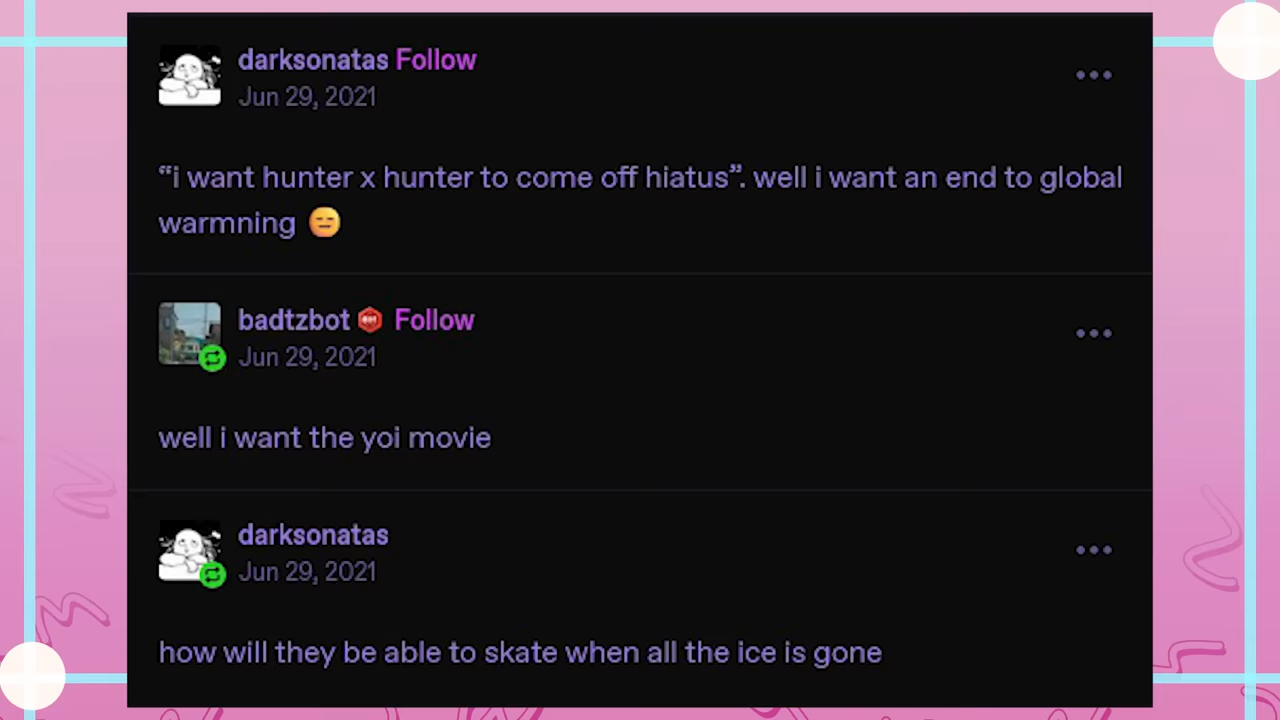 darksonatas Follow
Jun 29, 2021
“i want hunter x hunter to come off hiatus”. well i want an end to global
warmning 😑
badtzbot Follow
Jun 29, 2021
well i want the yoi movie
darksonatas
Jun 29, 2021
how will they be able to skate when all the ice is gone